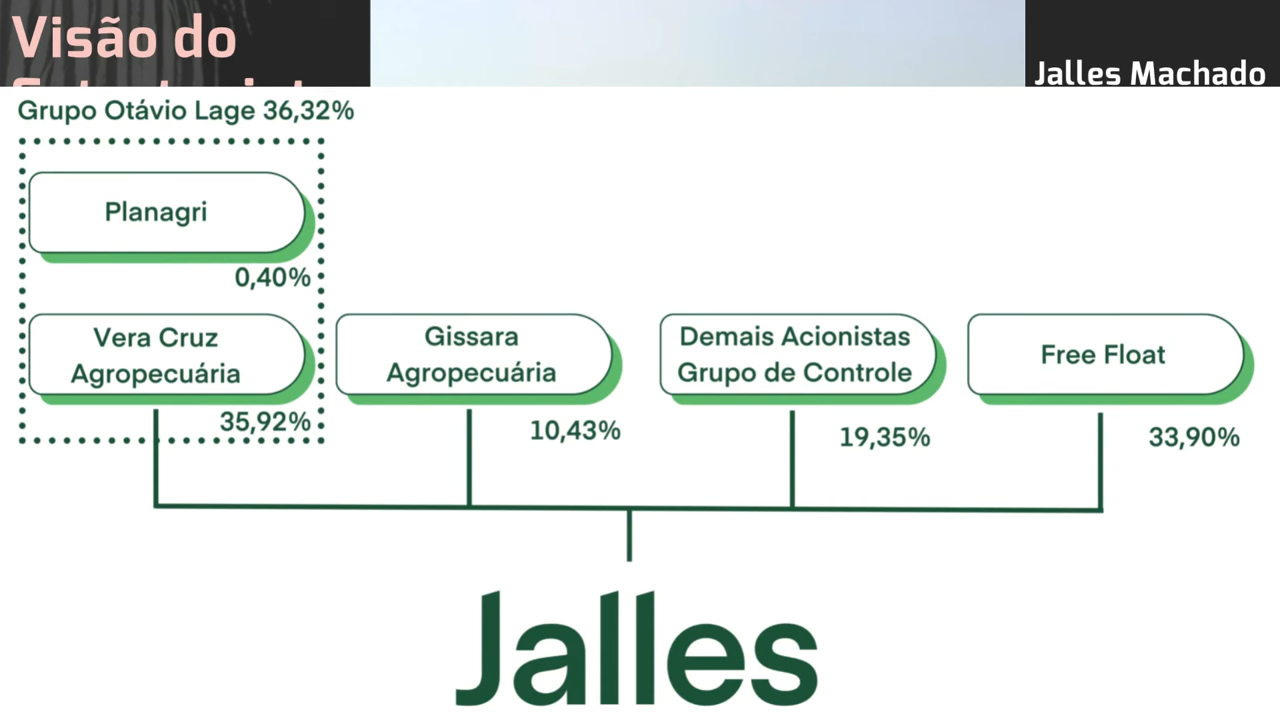 Visão do
Jalles Machado
Grupo Otávio Lage 36,32%
Planagri
0,40%
Vera Cruz
Agropecuária
35,92%
Gissara
Agropecuária
10,43%
Demais Acionistas
Grupo de Controle
19,35%
Free Float
33,90%
Jalles